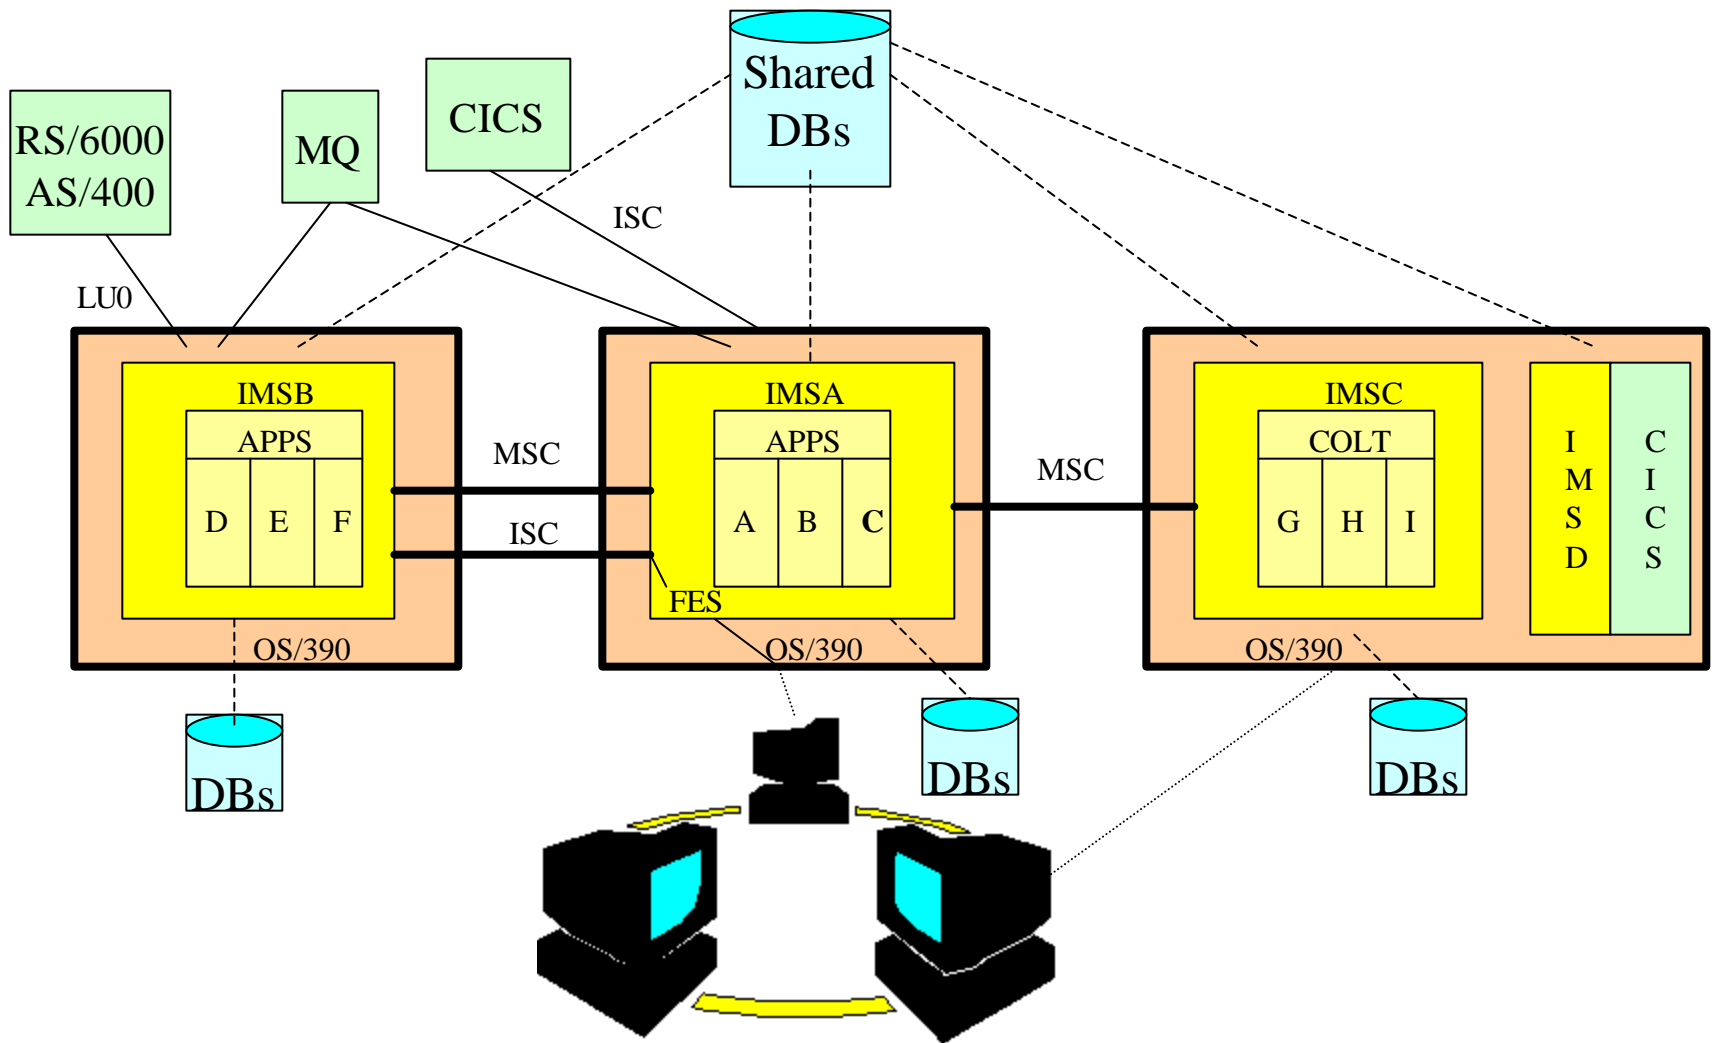 Shared
DBs
CICS
RS/6000
AS/400
MQ
ISC
LU0
IMSB
APPS
D E F
OS/390
MSC
ISC
IMSA
APPS
A B C
FES
OS/390
MSC
IMSC
COLT
G H I
OS/390
I
M
S
D
C
I
C
S
DBs
DBs
DBs